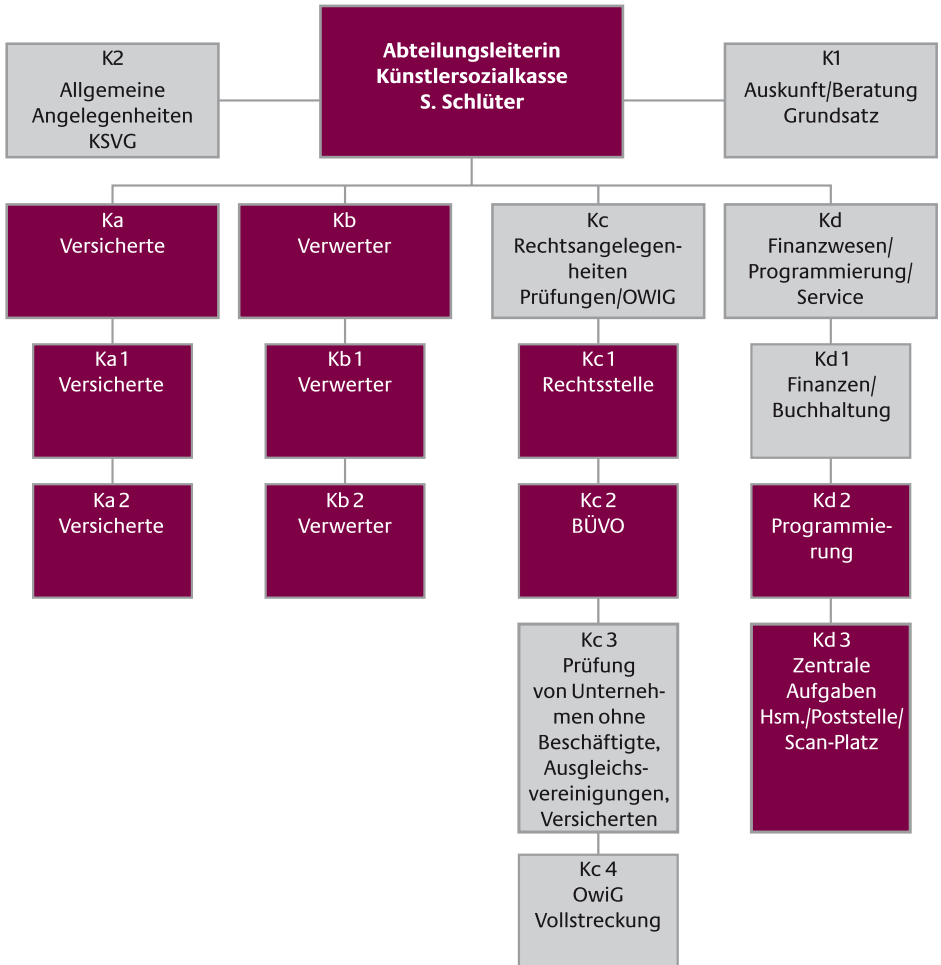 K2
Allgemeine
Angelegenheiten
KSVG
Abteilungsleiterin
Künstlersozialkasse
S. Schlüter
K1
Auskunft/Beratung
Grundsatz
Ka
Versicherte
Kb
Verwerter
Kc
Rechtsangelegen-
heiten
Prüfungen/OWIG
Kd
Finanzwesen/
Programmierung/
Service
Ka 1
Versicherte
Kb 1
Verwerter
Kc 1
Rechtsstelle
Kd 1
Finanzen/
Buchhaltung
Ka 2
Versicherte
Kb 2
Verwerter
Kc 2
BÜVO
Kd 2
Programmie-
rung
Kc 3
Prüfung
von Unterneh-
men ohne
Beschäftigte,
Ausgleichs-
vereinigungen,
Versicherten
Kd 3
Zentrale
Aufgaben
Hsm./Poststelle/
Scan-Platz
Kc 4
OwiG
Vollstreckung